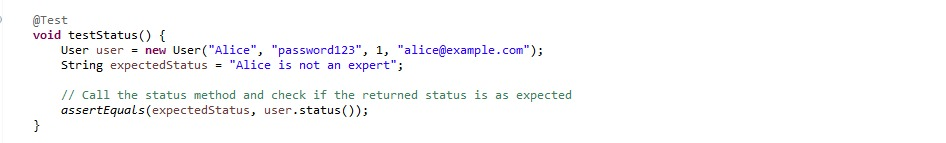 @Test
void testStatus() {
User user = new User("Alice", "password123", 1, "alice@example.com");
String expectedStatus = "Alice is not an expert";
// Call the status method and check if the returned status is as expected
assertEquals(expectedStatus, user.status());
}